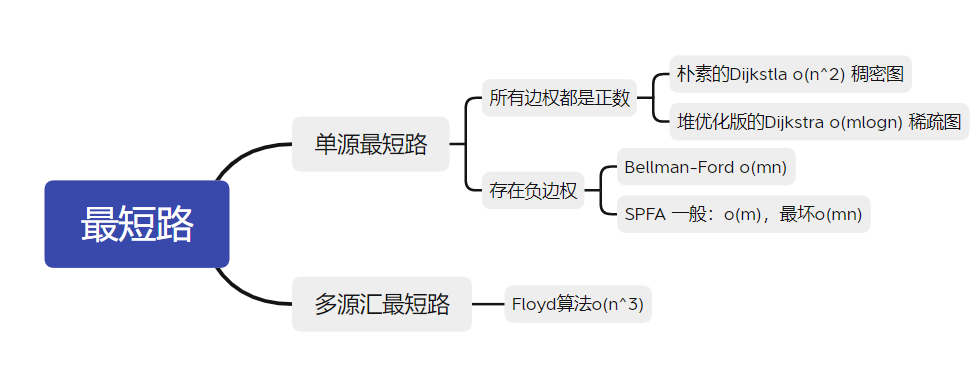 最短路
单源最短路
所有边权都是正数
朴素的Dijkstla o(n^2) 稠密图
堆优化版的Dijkstra o(mlogn) 稀疏图
存在负边权
Bellman-Ford o(mn)
SPFA 一般：o(m)，最坏o(mn)
多源汇最短路
Floyd算法o(n^3)